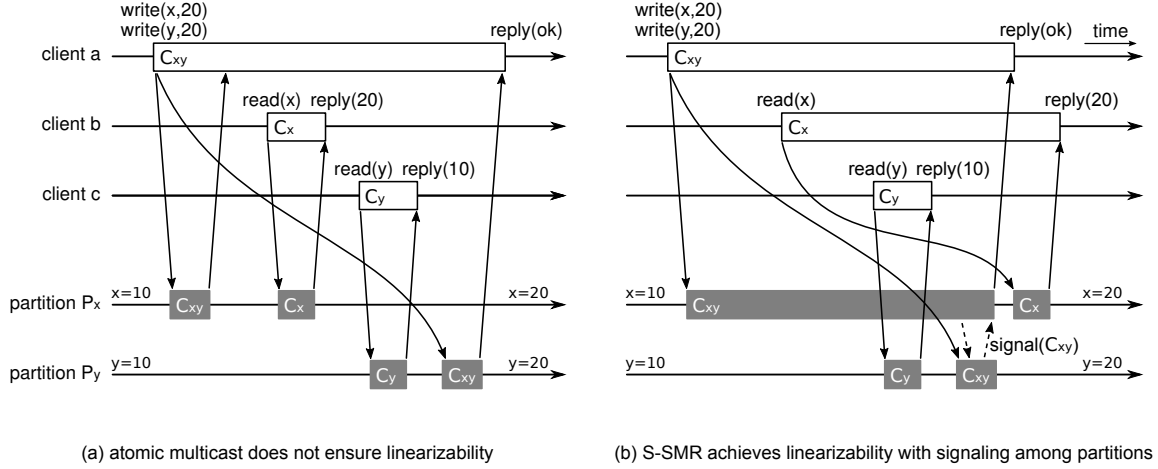 write(x,20)
write(y,20)
reply(ok)
client a
Cxy
read(x) reply(20)
client b
Cx
read(y) reply(10)
client c
Cy
x=10
x=20
partition Px
Cxy
Cx
y=10
y=20
partition Py
Cy
Cxy
(a) atomic multicast does not ensure linearizability
write(x,20)
write(y,20)
reply(ok)
time
Cxy
read(x)
reply(20)
Cx
read(y) reply(10)
Cy
x=10
x=20
Cxy
Cx
signal(Cxy)
y=10
y=20
Cy
Cxy
(b) S-SMR achieves linearizability with signaling among partitions